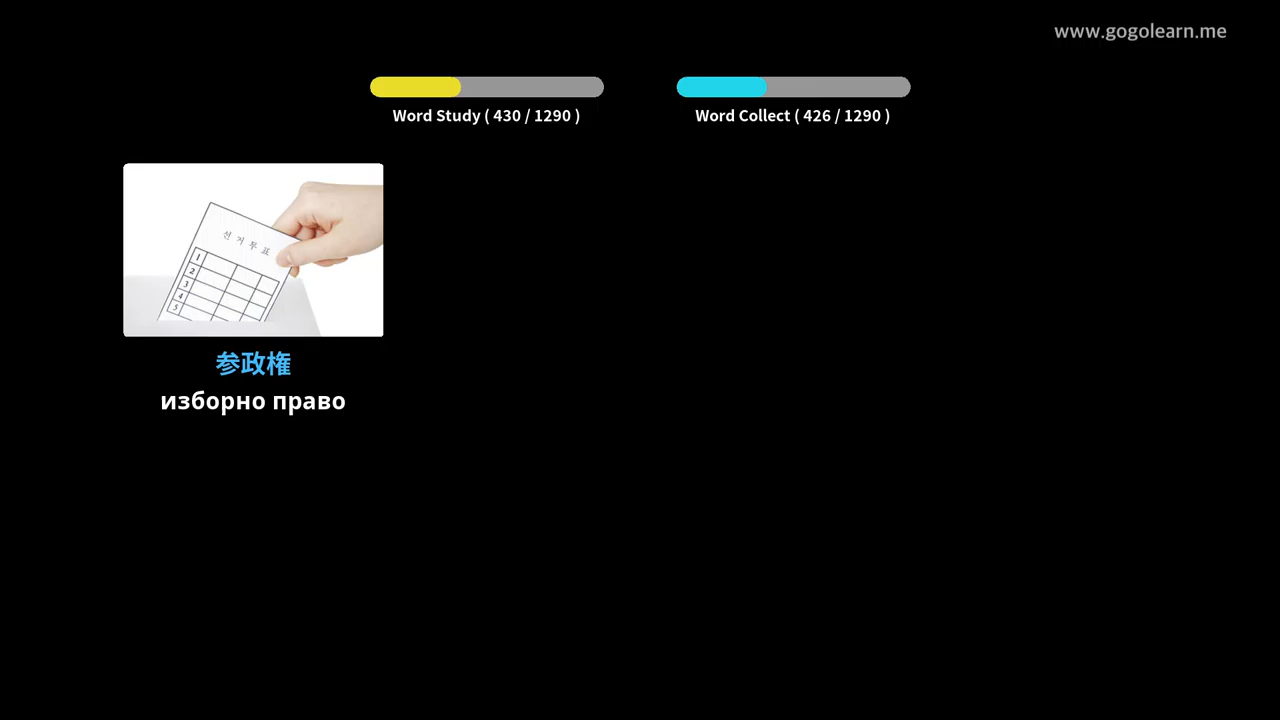 www.gogolearn.me
Word Study ( 430 / 1290 )
Word Collect ( 426 / 1290 )
선거투표
1
2
3
4
5
参政権
изборно право